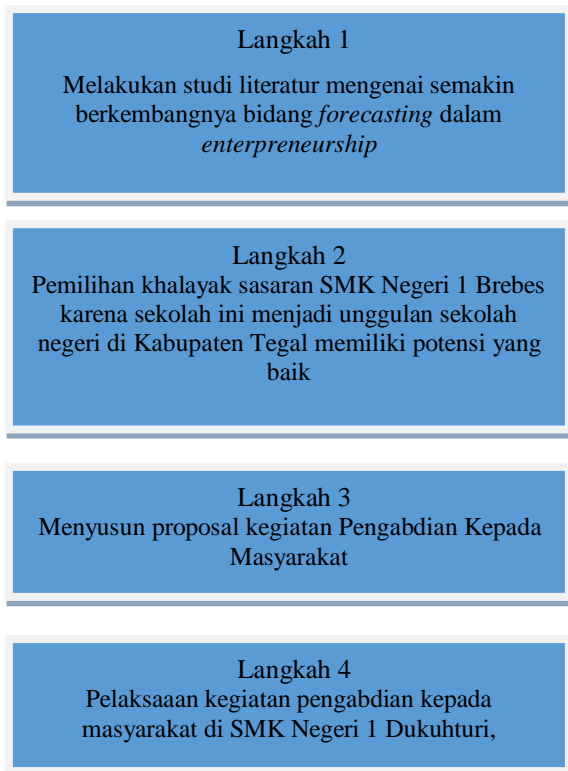 Langkah 1
Melakukan studi literatur mengenai semakin
berkembangnya bidang forecasting dalam
enterpreneurship
Langkah 2
Pemilihan khalayak sasaran SMK Negeri 1 Brebes
karena sekolah ini menjadi unggulan sekolah
negeri di Kabupaten Tegal memiliki potensi yang
baik
Langkah 3
Menyusun proposal kegiatan Pengabdian Kepada
Masyarakat
Langkah 4
Pelaksaaan kegiatan pengabdian kepada
masyarakat di SMK Negeri 1 Dukuhturi,